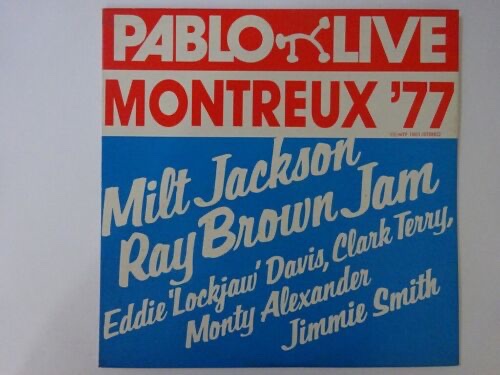 PABLO LIVE
MONTREUX '77
Milt Jackson
Ray Brown Jam
Eddie 'Lockjaw' Davis, Clark Terry,
Monty Alexander
Jimmie Smith